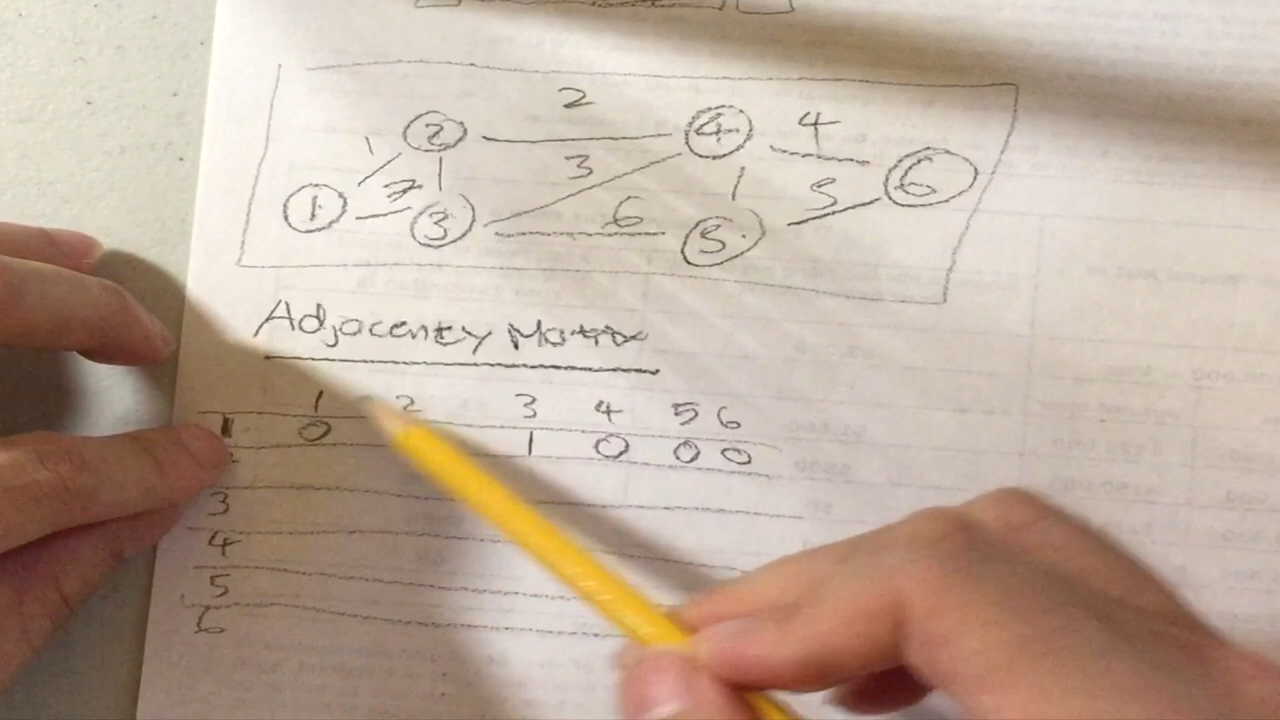 2
2 4 4
1 3
7 1 6
1 3 6 1 5
5
Adjacency Matrix
1 2 3 4 5 6
1 0 1 0 0 0
3
4
5
6